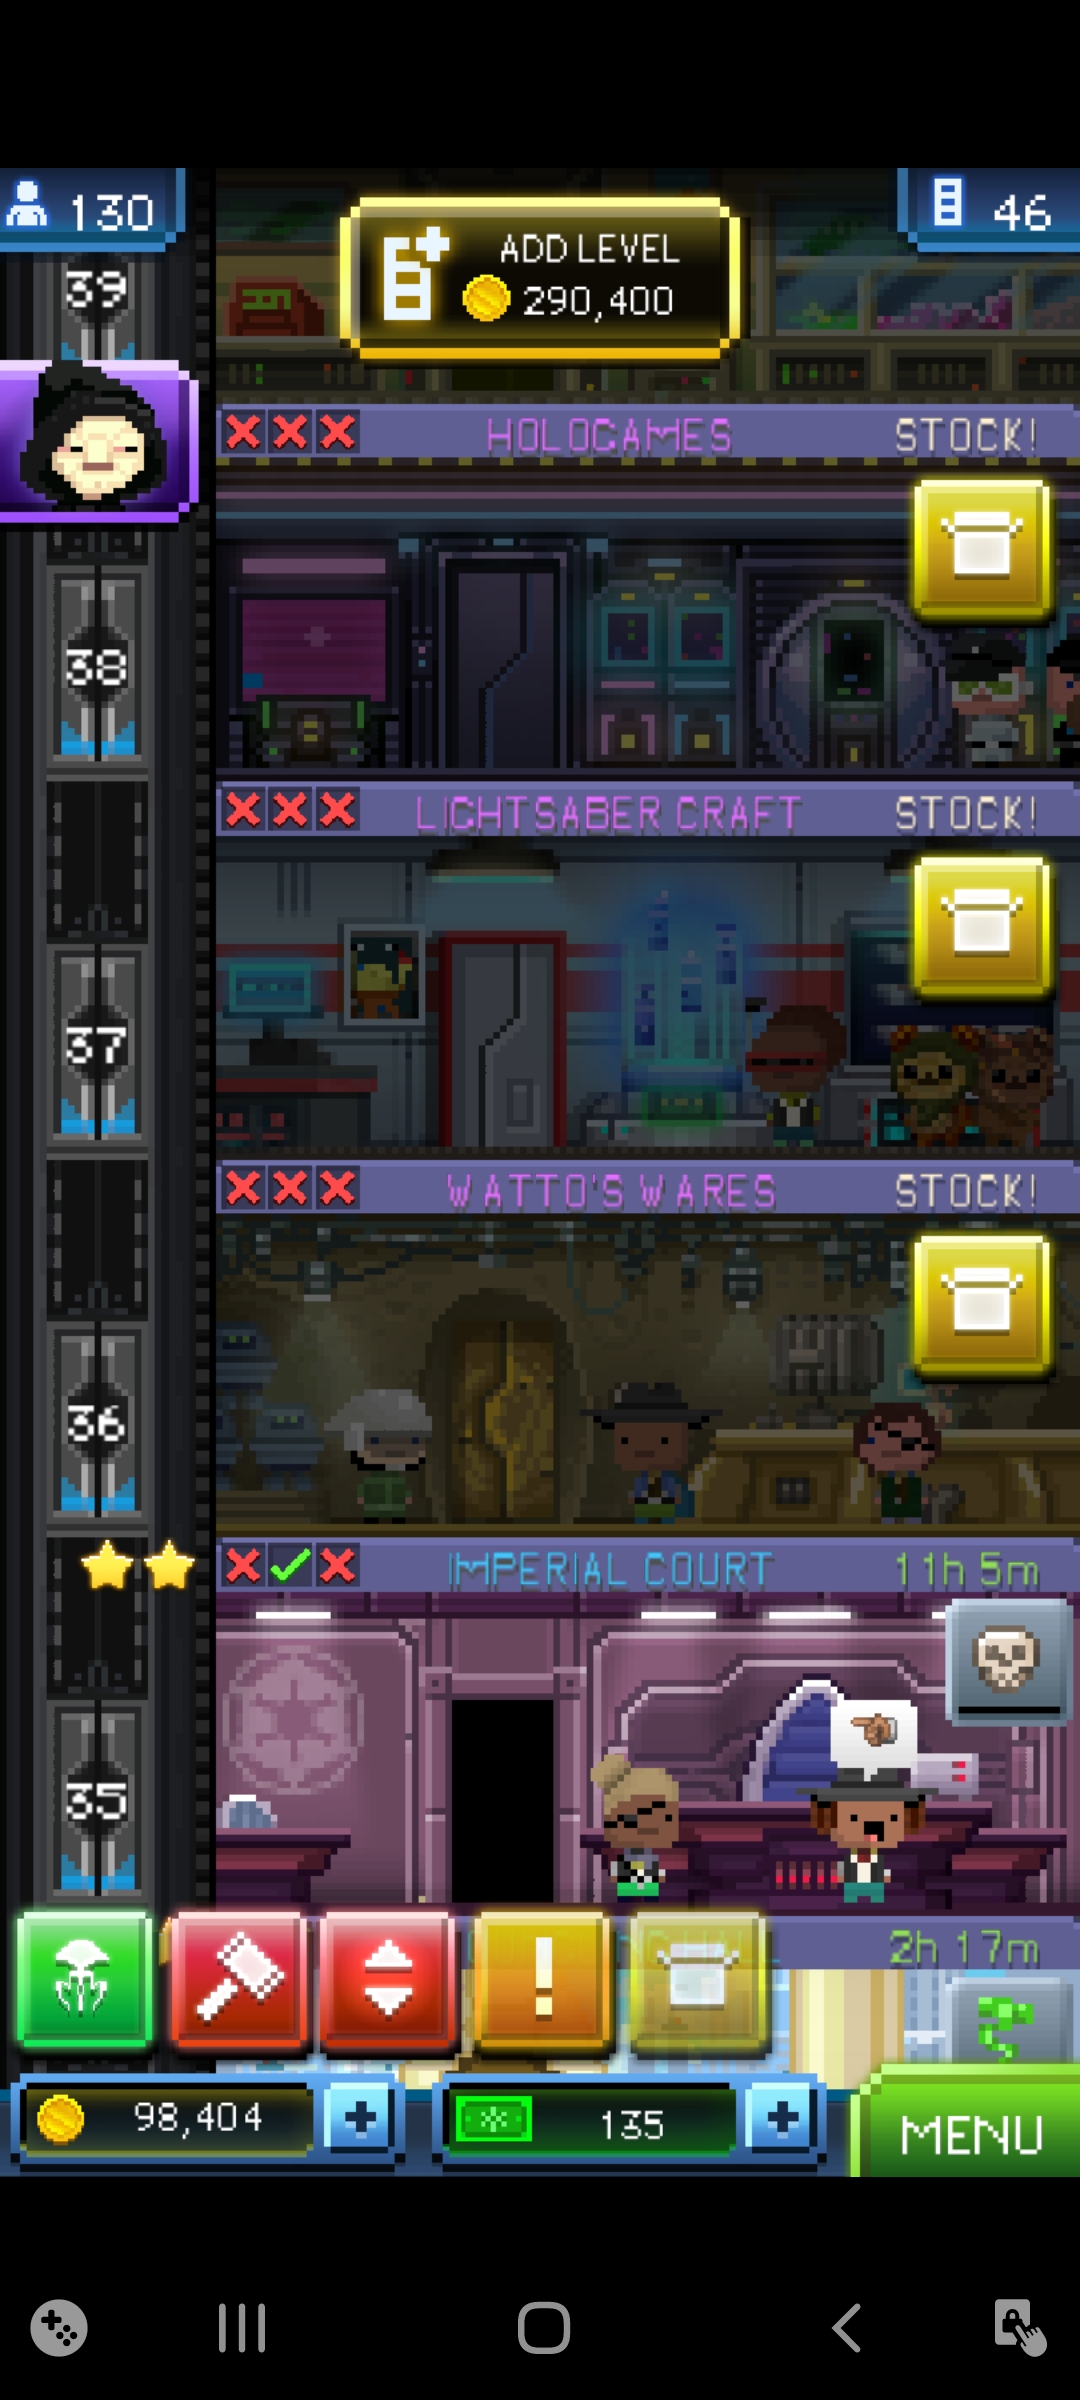 130
ADD LEVEL
290,400
46
39
HOLOGAMES
STOCK!
38
LIGHTSABER CRAFT
STOCK!
37
WATTO'S WARES
STOCK!
36
IMPERIAL COURT
11h 5m
35
2h 17m
98,404
135
MENU